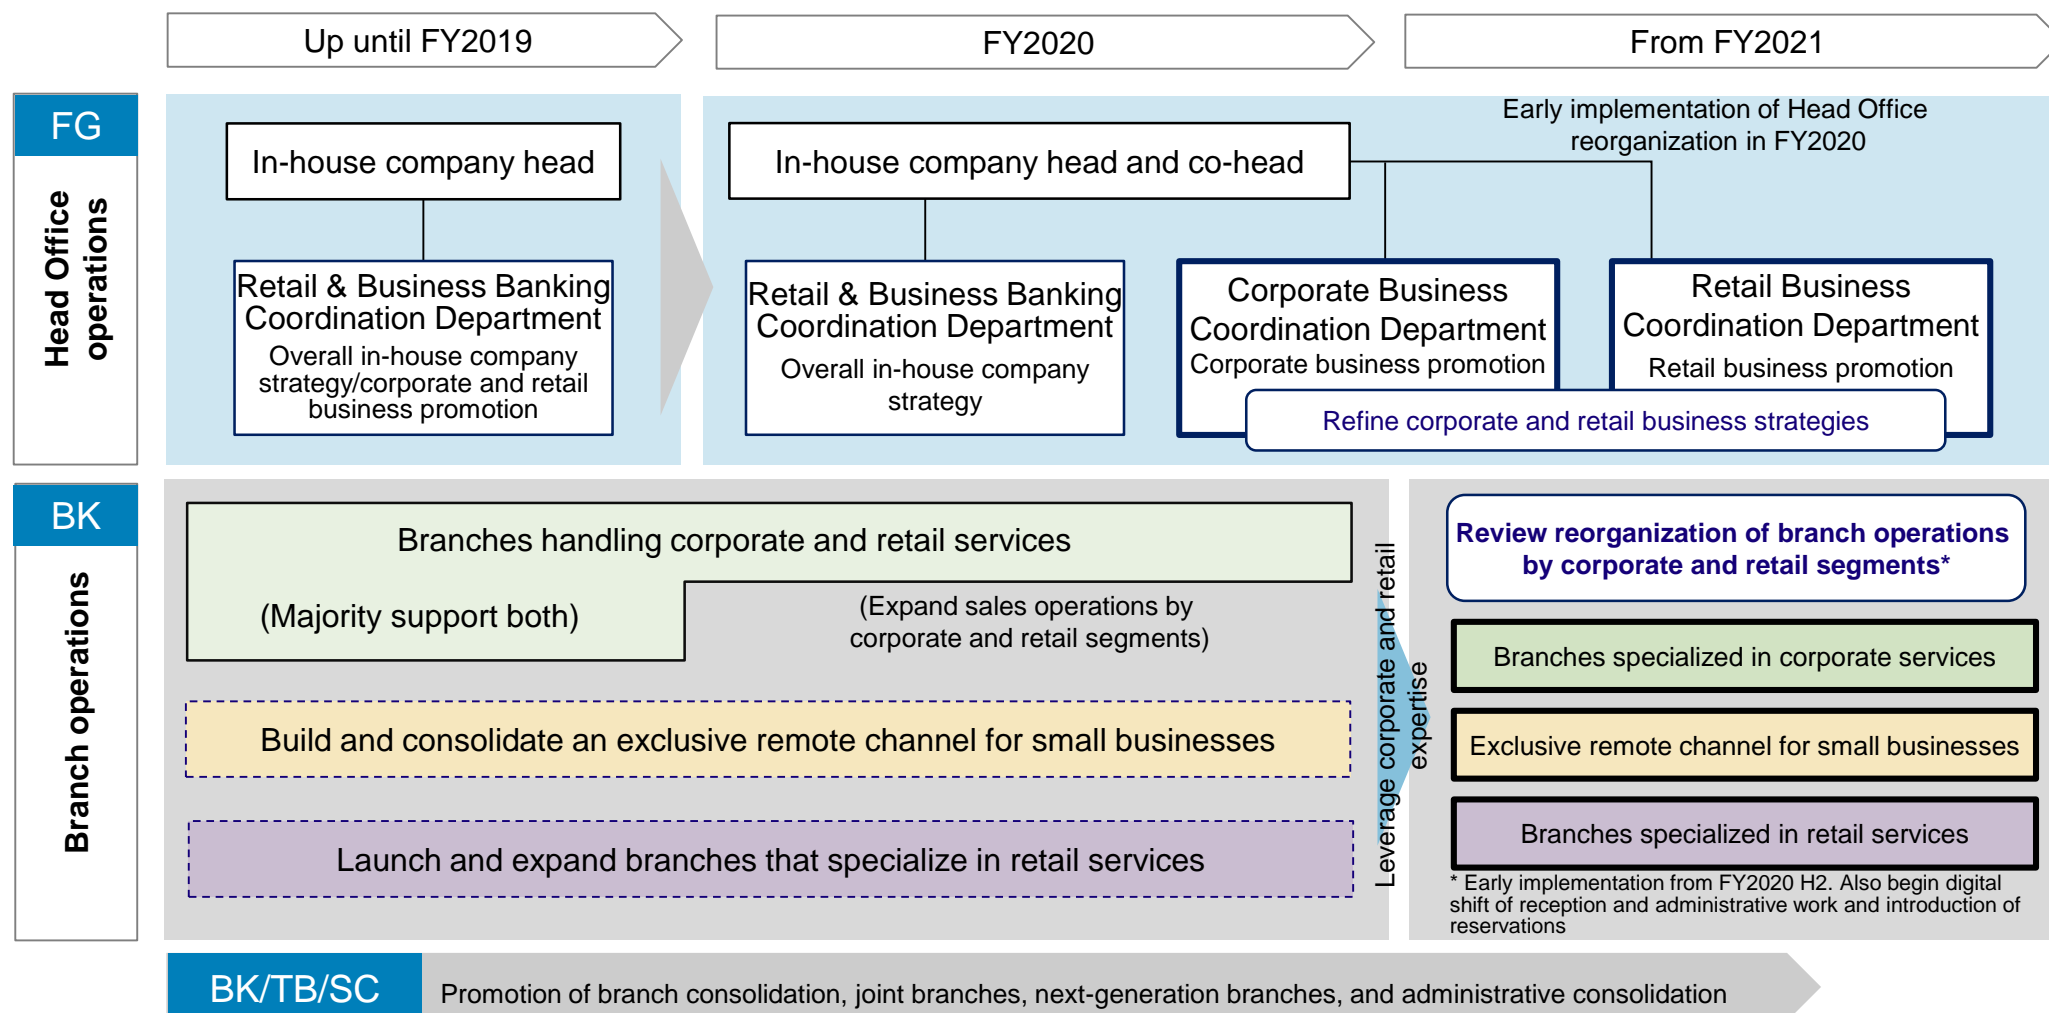 Up until FY2019
FY2020
From FY2021
FG
Head Office
operations
In-house company head
Retail & Business Banking
Coordination Department
Overall in-house company
strategy/corporate and retail
business promotion
In-house company head and co-head
Early implementation of Head Office
reorganization in FY2020
Retail & Business Banking
Coordination Department
Overall in-house company
strategy
Corporate Business
Coordination Department
Corporate business promotion
Retail Business
Coordination Department
Retail business promotion
Refine corporate and retail business strategies
BK
Branch operations
Branches handling corporate and retail services
(Majority support both)
(Expand sales operations by
corporate and retail segments)
Build and consolidate an exclusive remote channel for small businesses
Launch and expand branches that specialize in retail services
Leverage corporate and retail
expertise
Review reorganization of branch operations
by corporate and retail segments*
Branches specialized in corporate services
Exclusive remote channel for small businesses
Branches specialized in retail services
* Early implementation from FY2020 H2. Also begin digital
shift of reception and administrative work and introduction of
reservations
BK/TB/SC
Promotion of branch consolidation, joint branches, next-generation branches, and administrative consolidation